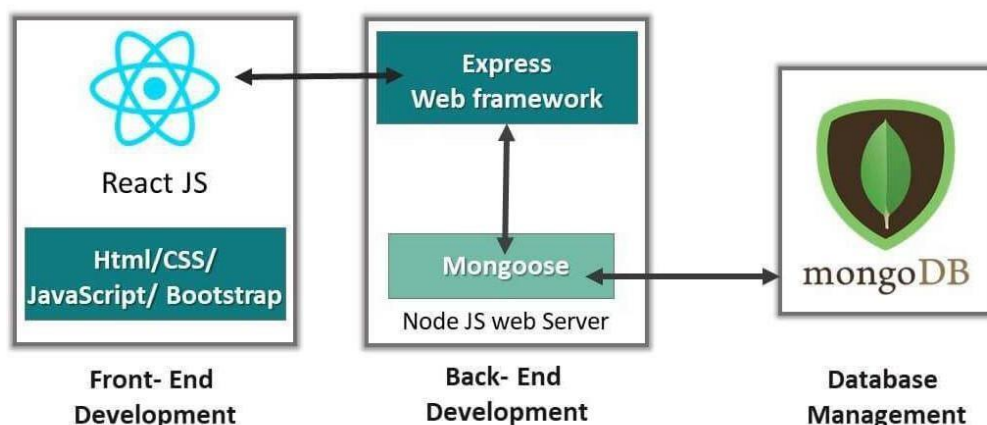 React JS
Html/CSS/
JavaScript/ Bootstrap
Front- End
Development
Express
Web framework
Mongoose
Node JS web Server
Back- End
Development
mongoDB
Database
Management